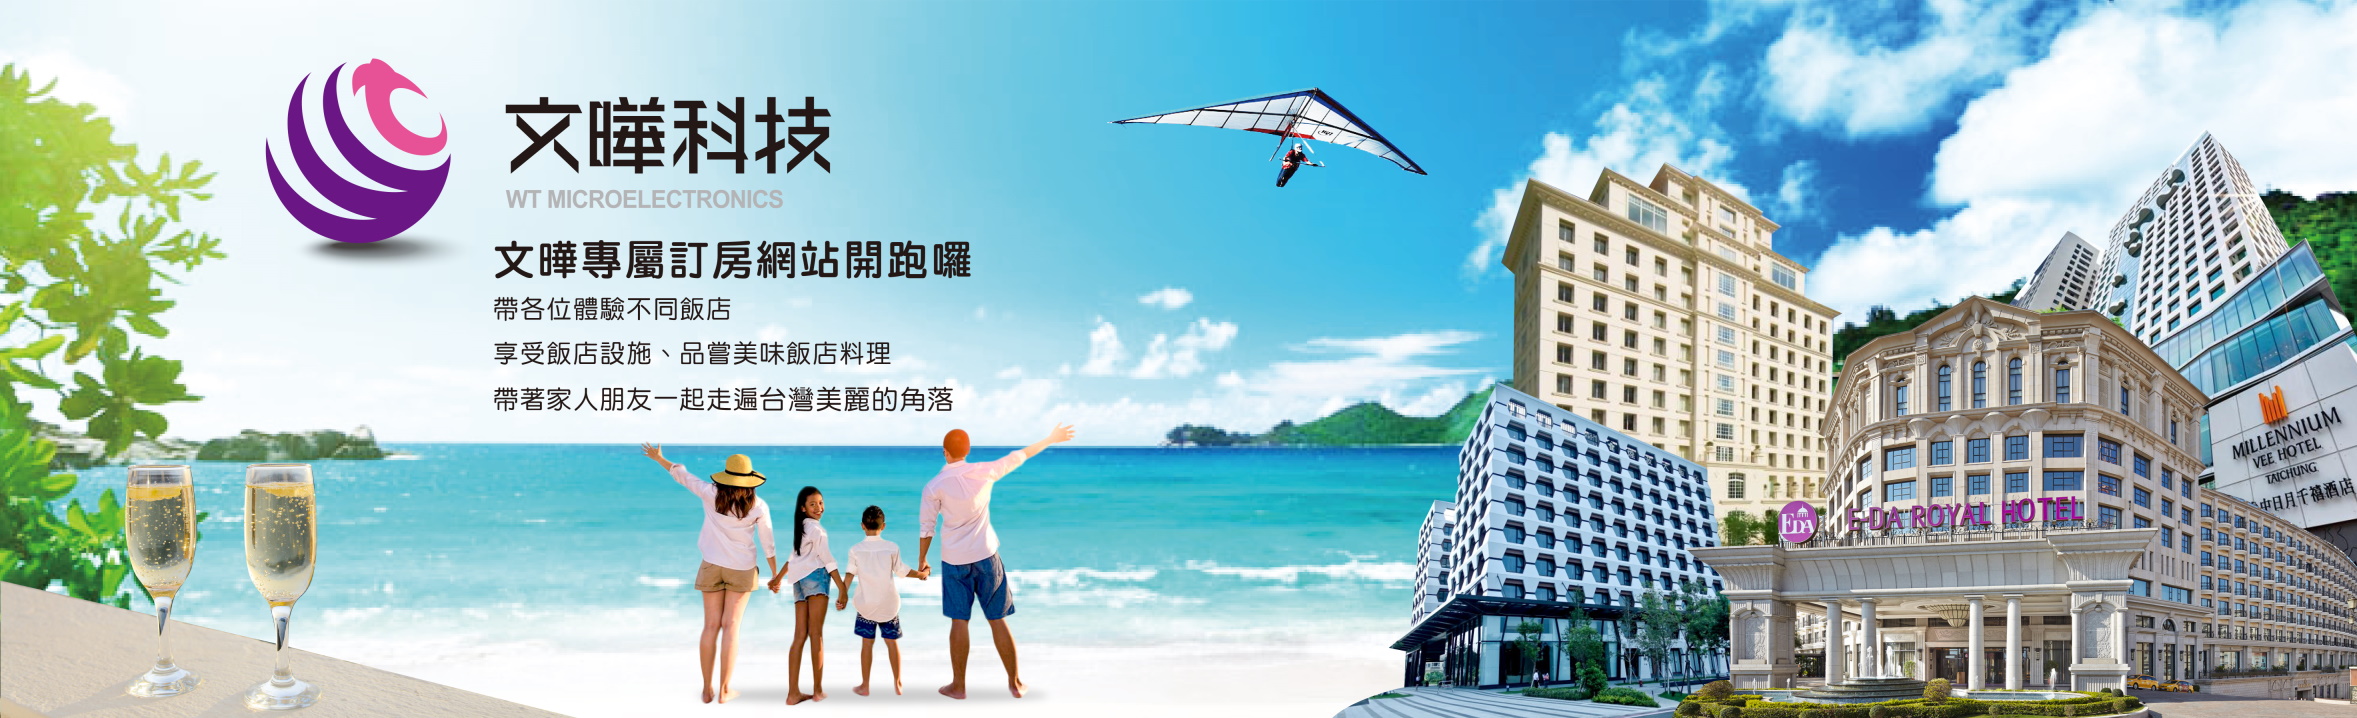 文曄科技
WT MICROELECTRONICS
文曄專屬訂房網站開跑囉
帶各位體驗不同飯店
享受飯店設施、品嘗美味飯店料理
帶著家人朋友一起走遍台灣美麗的角落
MILLENNIUM
VEE HOTEL
TAICHUNG
中日月千禧酒店
EDA
E-DA ROYAL HOTEL